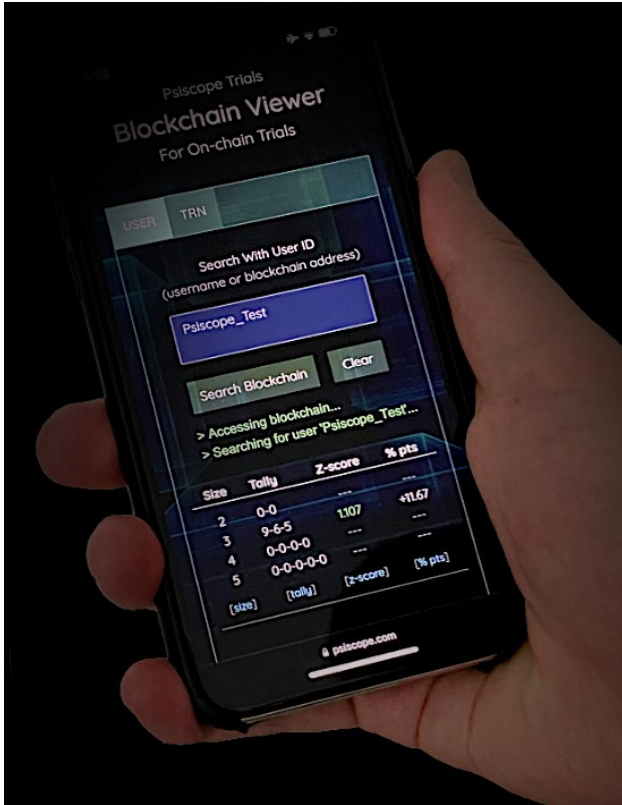 Psiscope Trials
Blockchain Viewer
For On-chain Trials
USER TRN
Search With User ID
(username or blockchain address)
Psiscope_Test
Search Blockchain Clear
> Accessing blockchain...
> Searching for user 'Psiscope_Test'...
Size Tally Z-score % pts
2 0-0 --- ---
3 9-6-5 1.107 +11.67
4 0-0-0-0 --- ---
5 0-0-0-0-0 --- ---
[size] [tally] [z-score] [% pts]
psiscope.com